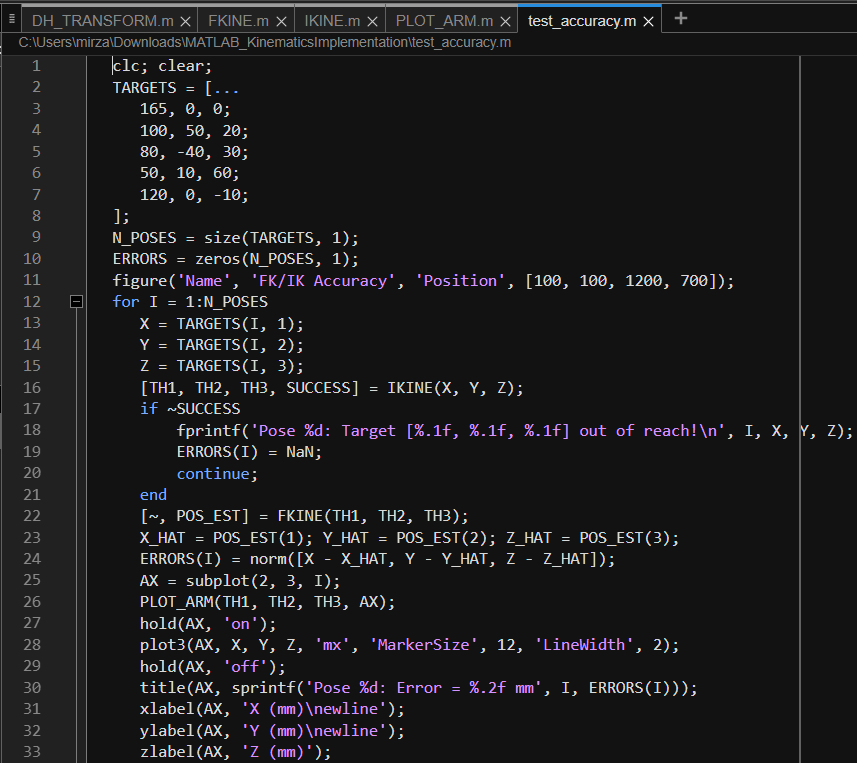 DH_TRANSFORM.m × FKINE.m × IKINE.m × PLOT_ARM.m × test_accuracy.m × +
C:\Users\mirza\Downloads\MATLAB_KinematicsImplementation\test_accuracy.m
1 clc; clear;
2 TARGETS = [...
3 165, 0, 0;
4 100, 50, 20;
5 80, -40, 30;
6 50, 10, 60;
7 120, 0, -10;
8 ];
9 N_POSES = size(TARGETS, 1);
10 ERRORS = zeros(N_POSES, 1);
11 figure('Name', 'FK/IK Accuracy', 'Position', [100, 100, 1200, 700]);
12 for I = 1:N_POSES
13 X = TARGETS(I, 1);
14 Y = TARGETS(I, 2);
15 Z = TARGETS(I, 3);
16 [TH1, TH2, TH3, SUCCESS] = IKINE(X, Y, Z);
17 if ~SUCCESS
18 fprintf('Pose %d: Target [%.1f, %.1f, %.1f] out of reach!\n', I, X, Y, Z);
19 ERRORS(I) = NaN;
20 continue;
21 end
22 [~, POS_EST] = FKINE(TH1, TH2, TH3);
23 X_HAT = POS_EST(1); Y_HAT = POS_EST(2); Z_HAT = POS_EST(3);
24 ERRORS(I) = norm([X - X_HAT, Y - Y_HAT, Z - Z_HAT]);
25 AX = subplot(2, 3, I);
26 PLOT_ARM(TH1, TH2, TH3, AX);
27 hold(AX, 'on');
28 plot3(AX, X, Y, Z, 'mx', 'MarkerSize', 12, 'LineWidth', 2);
29 hold(AX, 'off');
30 title(AX, sprintf('Pose %d: Error = %.2f mm', I, ERRORS(I)));
31 xlabel(AX, 'X (mm)\newline');
32 ylabel(AX, 'Y (mm)\newline');
33 zlabel(AX, 'Z (mm)');